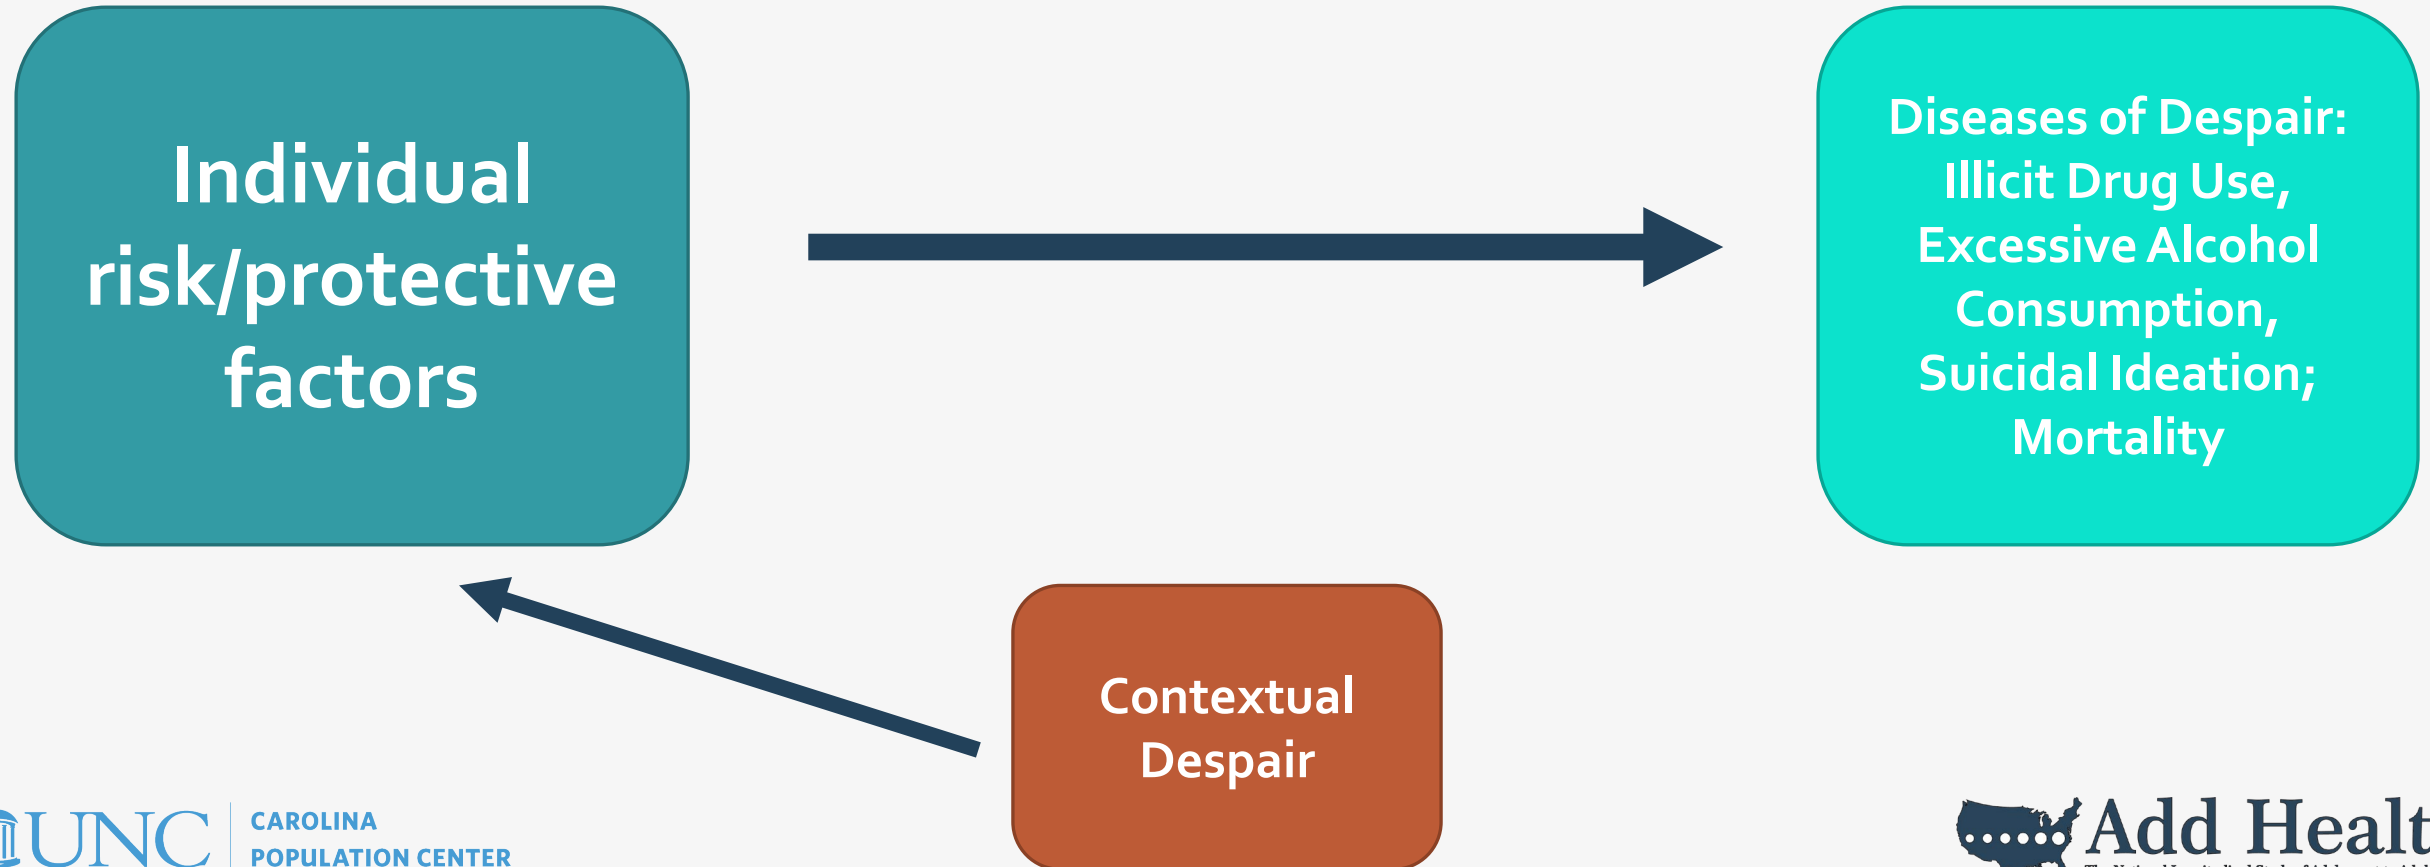 Individual
risk/protective
factors
Diseases of Despair:
Illicit Drug Use,
Excessive Alcohol
Consumption,
Suicidal Ideation;
Mortality
Contextual
Despair
UNC
CAROLINA
POPULATION CENTER
Add Healt